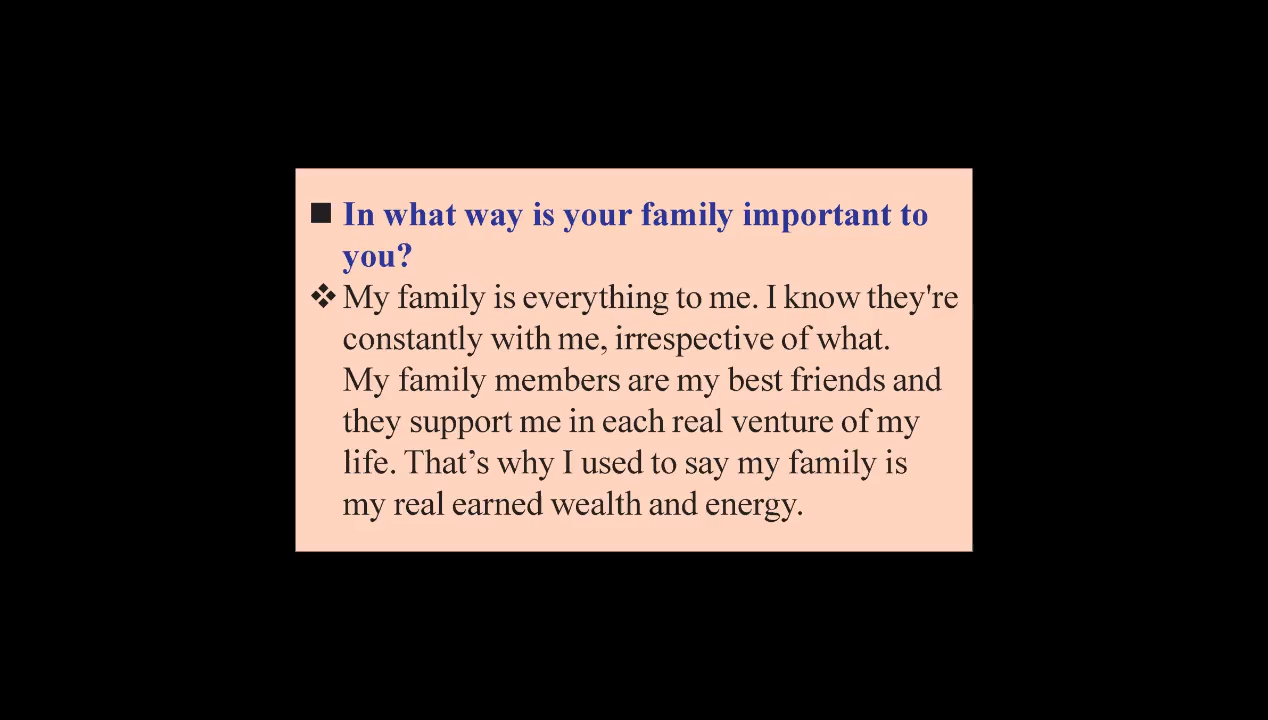 ■ In what way is your family important to
you?
❖ My family is everything to me. I know they're
constantly with me, irrespective of what.
My family members are my best friends and
they support me in each real venture of my
life. That’s why I used to say my family is
my real earned wealth and energy.